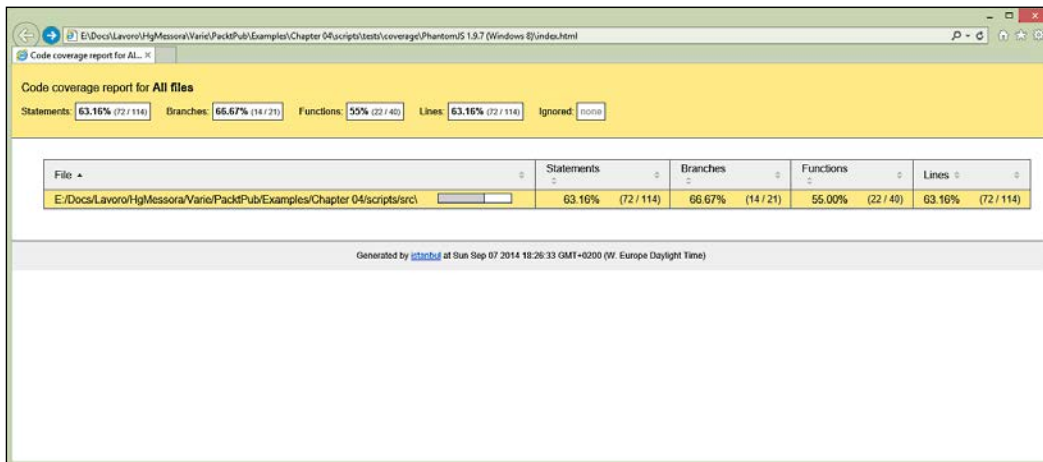 E:\Docs\Lavoro\HgMessora\Varie\PacktPub\Examples\Chapter 04\scripts\tests\coverage\PhantomJS 1.9.7 (Windows 8)\index.html
Code coverage report for Al...
Code coverage report for All files
Statements: 63.16% (72 / 114) Branches: 66.67% (14 / 21) Functions: 55% (22 / 40) Lines: 63.16% (72 / 114) Ignored: none
File Statements Branches Functions Lines
E:/Docs/Lavoro/HgMessora/Varie/PacktPub/Examples/Chapter 04/scripts/src\ 63.16% (72 / 114) 66.67% (14 / 21) 55.00% (22 / 40) 63.16% (72 / 114)
Generated by istanbul at Sun Sep 07 2014 18:26:33 GMT+0200 (W. Europe Daylight Time)